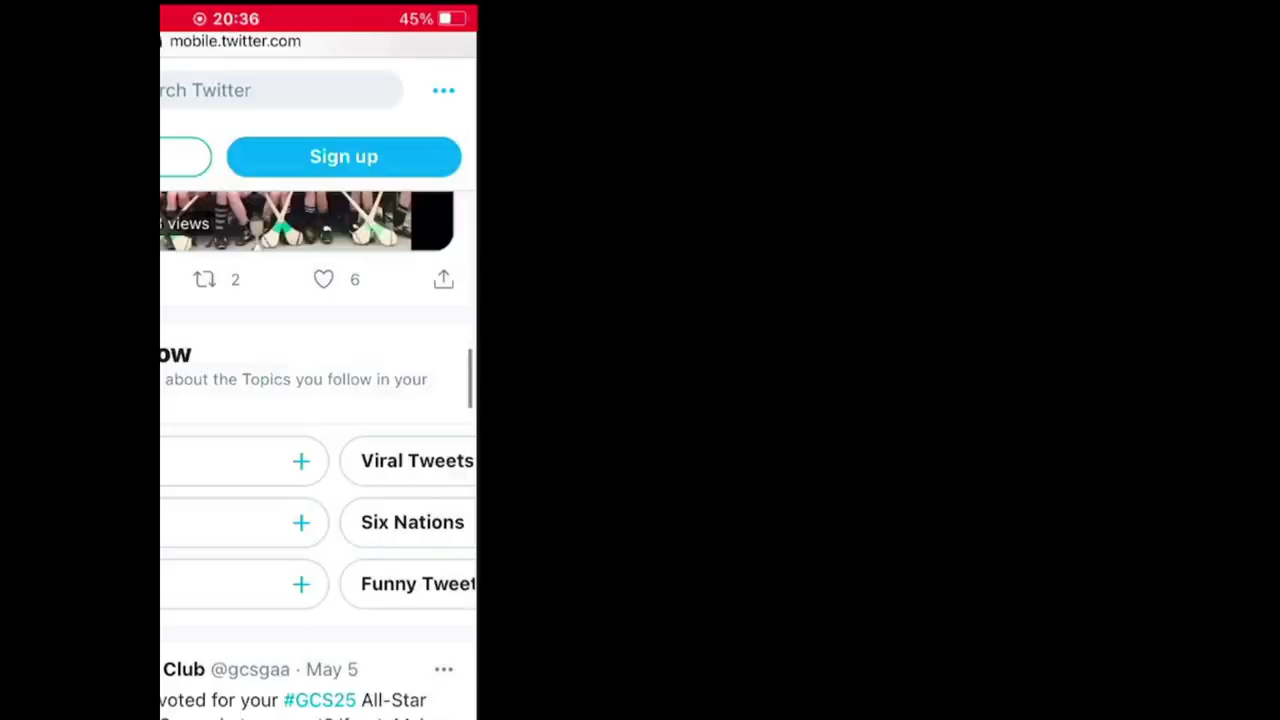 20:36 45%
mobile.twitter.com
rch Twitter
Sign up
views
2 6
ow
about the Topics you follow in your
Viral Tweets
Six Nations
Funny Tweet
Club @gcsgaa · May 5
voted for your #GCS25 All-Star